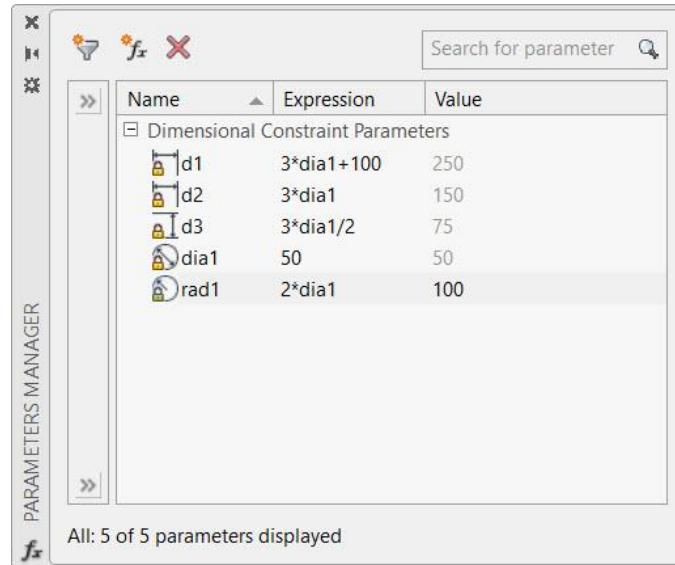 fx
Search for parameter
Name Expression Value
Dimensional Constraint Parameters
d1 3*dia1+100 250
d2 3*dia1 150
d3 3*dia1/2 75
dia1 50 50
rad1 2*dia1 100
All: 5 of 5 parameters displayed
PARAMETERS MANAGER
fx